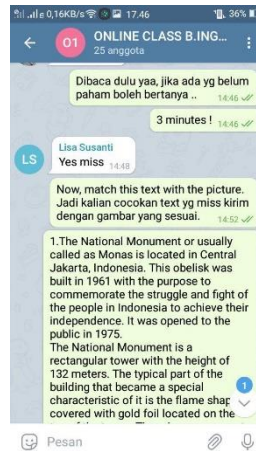 0,16KB/s 17.46 36%
O1 ONLINE CLASS B.ING...
25 anggota
Dibaca dulu yaa, jika ada yg belum
paham boleh bertanya ..
14:46
3 minutes !
14:46
Lisa Susanti
LS
Yes miss
14:48
Now, match this text with the picture.
Jadi kalian cocokan text yg miss kirim
dengan gambar yang sesuai.
14:52
1.The National Monument or usually
called as Monas is located in Central
Jakarta, Indonesia. This obelisk was
built in 1961 with the purpose to
commemorate the struggle and fight of
the people in Indonesia to achieve their
independence. It was opened to the
public in 1975.
The National Monument is a
rectangular tower with the height of
132 meters. The typical part of the
building that became a special
characteristic of it is the flame shap
covered with gold foil located on the
1
Pesan